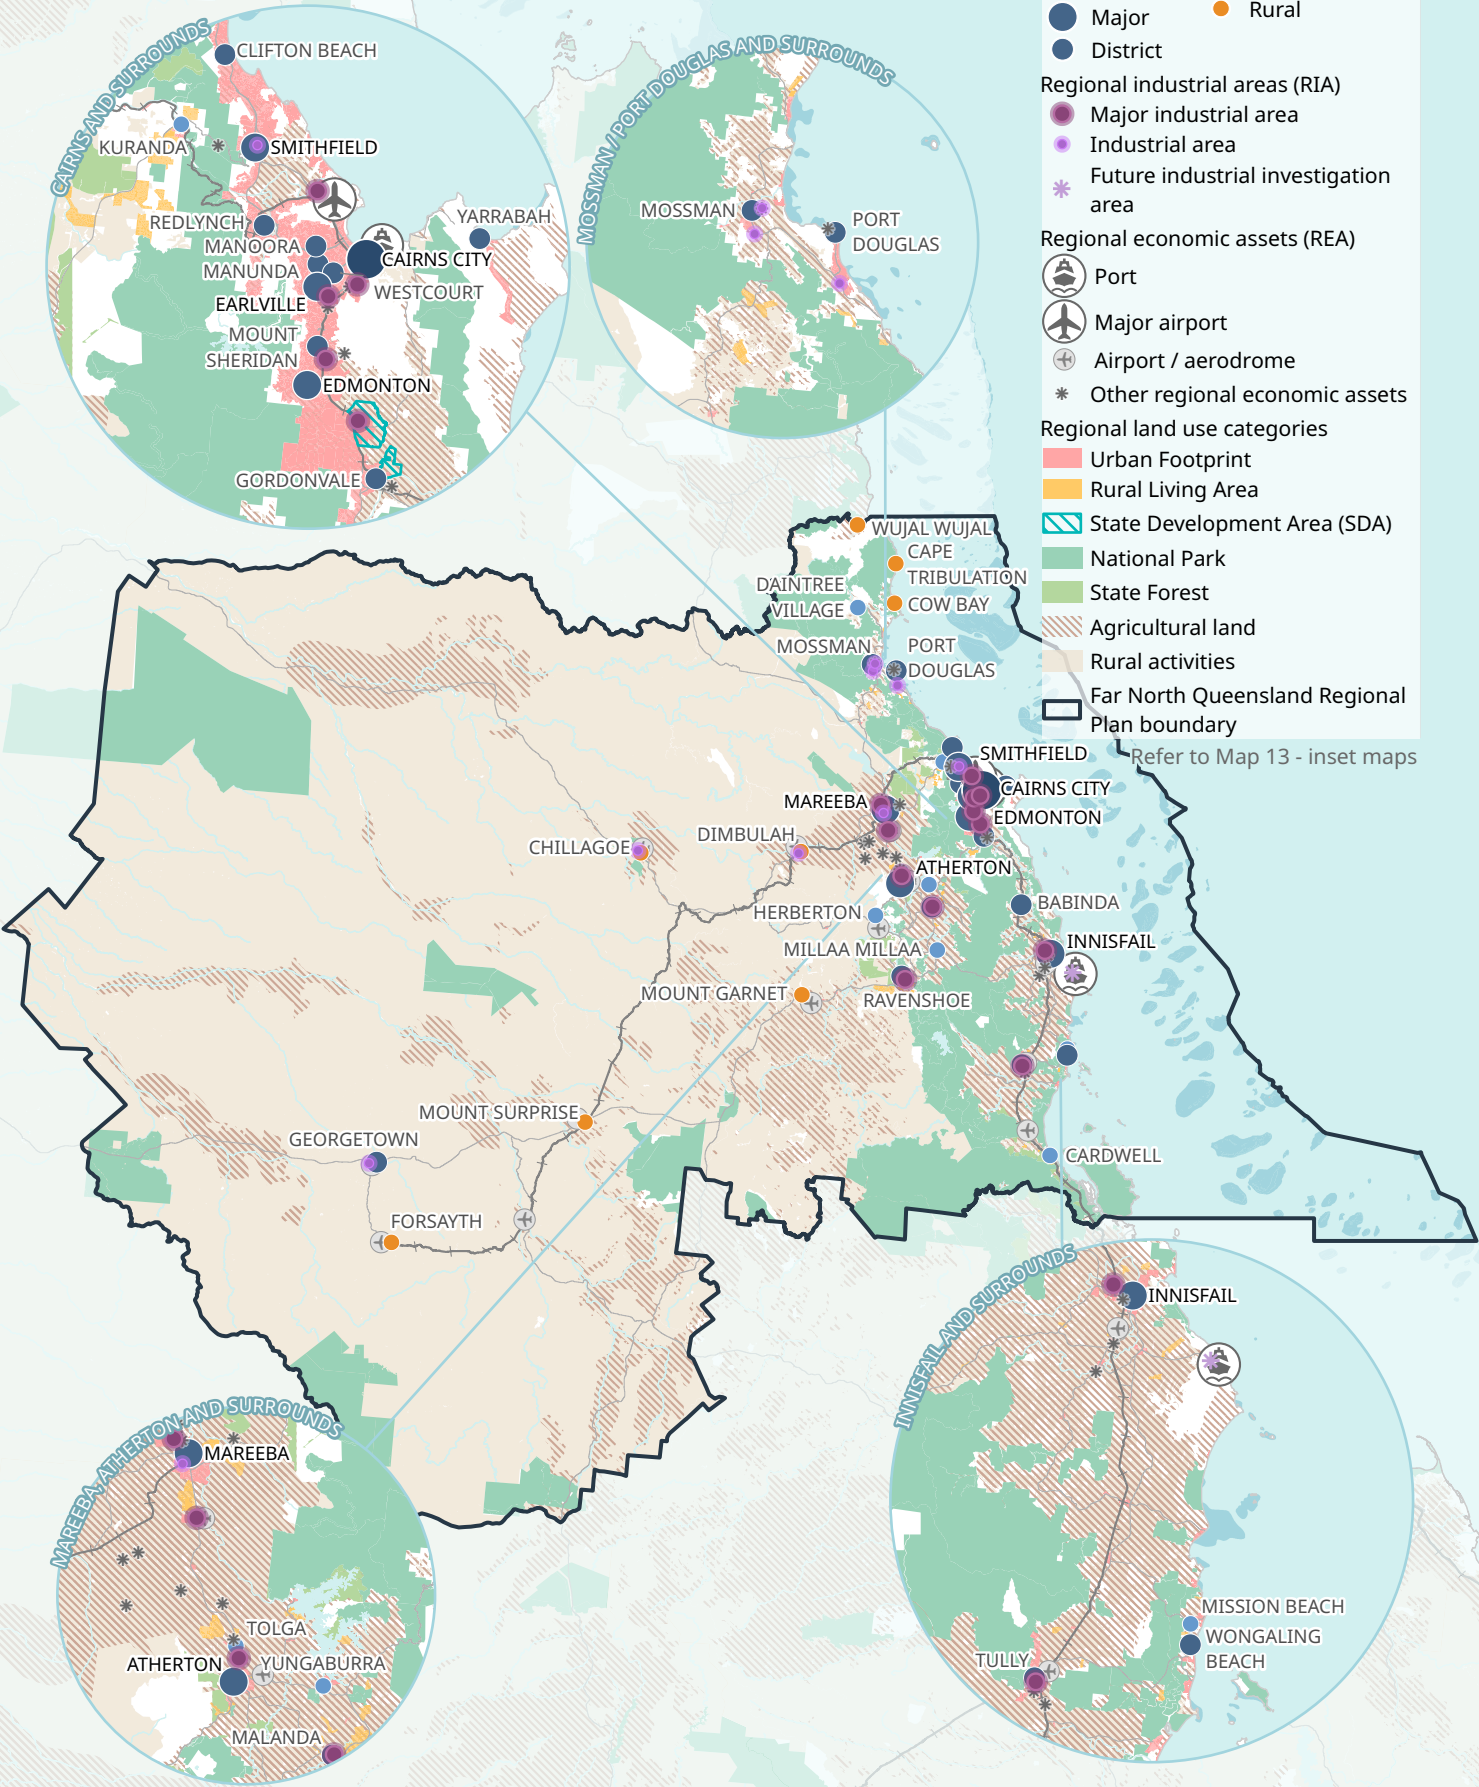 Major
Rural
District
Regional industrial areas (RIA)
Major industrial area
Industrial area
Future industrial investigation
area
Regional economic assets (REA)
Port
Major airport
Airport / aerodrome
Other regional economic assets
Regional land use categories
Urban Footprint
Rural Living Area
State Development Area (SDA)
National Park
State Forest
Agricultural land
Rural activities
Far North Queensland Regional
Plan boundary
Refer to Map 13 - inset maps
CAIRNS AND SURROUNDS
CLIFTON BEACH
KURANDA
SMITHFIELD
REDLYNCH
YARRABAH
MANOORA
CAIRNS CITY
MANUNDA
WESTCOURT
EARLVILLE
MOUNT
SHERIDAN
EDMONTON
GORDONVALE
MOSSMAN / PORT DOUGLAS AND SURROUNDS
MOSSMAN
PORT
DOUGLAS
WUJAL WUJAL
CAPE
TRIBULATION
DAINTREE
VILLAGE
COW BAY
MOSSMAN
PORT
DOUGLAS
SMITHFIELD
CAIRNS CITY
MAREEBA
EDMONTON
DIMBULAH
CHILLAGOE
ATHERTON
BABINDA
HERBERTON
INNISFAIL
MILLAA MILLAA
MOUNT GARNET
RAVENSHOE
MOUNT SURPRISE
GEORGETOWN
CARDWELL
FORSAYTH
MAREEBA, ATHERTON AND SURROUNDS
MAREEBA
TOLGA
ATHERTON
YUNGABURRA
MALANDA
INNISFAIL AND SURROUNDS
INNISFAIL
MISSION BEACH
WONGALING
BEACH
TULLY